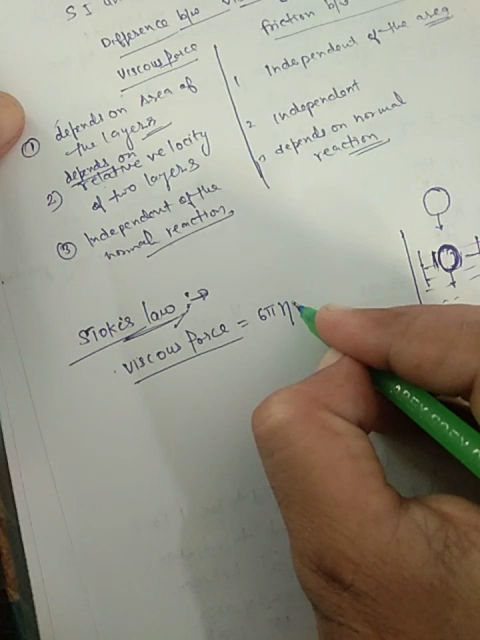 SI
Difference b/w
friction b/w
Viscous force
① depends on area of
the layers
2) depends on
relative velocity
of two layers
③ Independent of the
normal reaction
1 Independent of the area
2 Independent
3 depends on normal
reaction
Stoke's law :→
Viscous force = 6πη